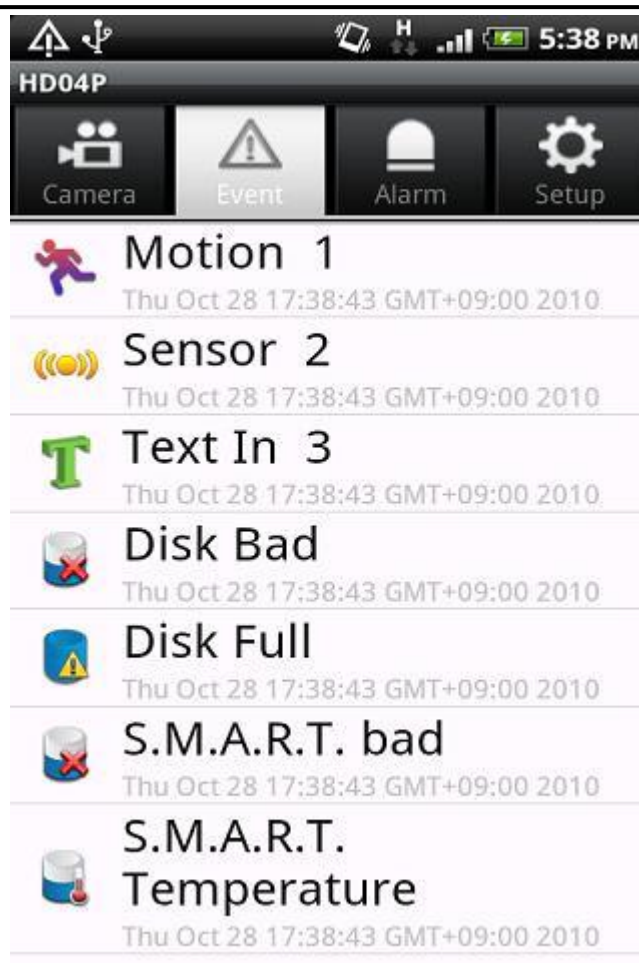 H 5:38 PM
HD04P
Camera Event Alarm Setup
Motion 1
Thu Oct 28 17:38:43 GMT+09:00 2010
Sensor 2
Thu Oct 28 17:38:43 GMT+09:00 2010
Text In 3
Thu Oct 28 17:38:43 GMT+09:00 2010
Disk Bad
Thu Oct 28 17:38:43 GMT+09:00 2010
Disk Full
Thu Oct 28 17:38:43 GMT+09:00 2010
S.M.A.R.T. bad
Thu Oct 28 17:38:43 GMT+09:00 2010
S.M.A.R.T.
Temperature
Thu Oct 28 17:38:43 GMT+09:00 2010